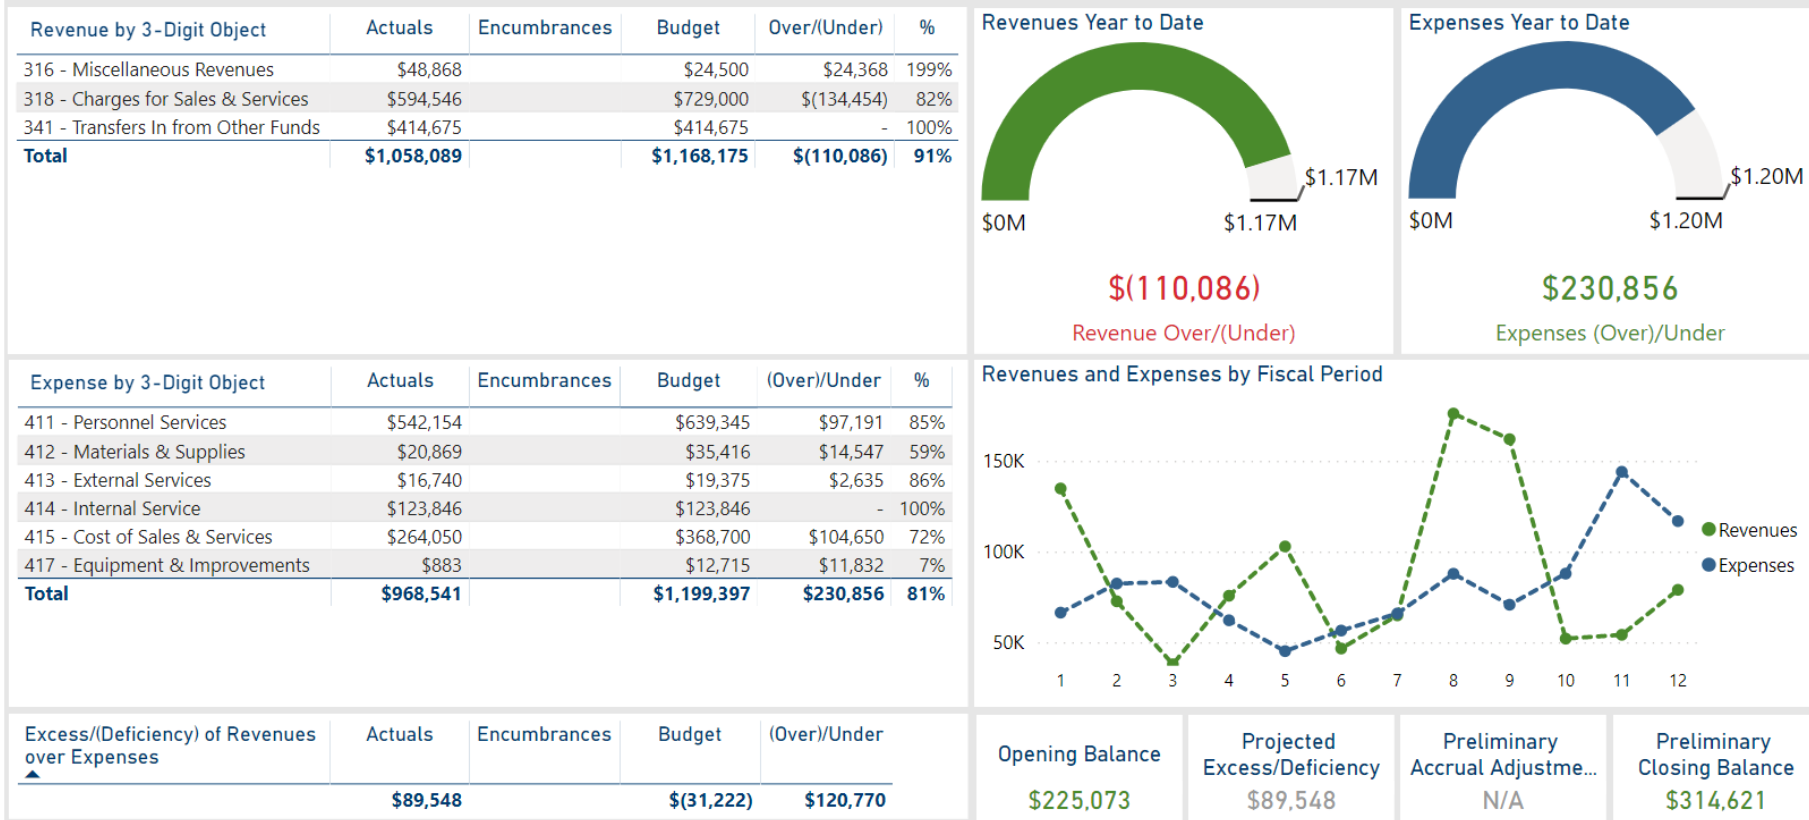 Revenue by 3-Digit Object Actuals Encumbrances Budget Over/(Under) %
316 - Miscellaneous Revenues $48,868 $24,500 $24,368 199%
318 - Charges for Sales & Services $594,546 $729,000 $(134,454) 82%
341 - Transfers In from Other Funds $414,675 $414,675 - 100%
Total $1,058,089 $1,168,175 $(110,086) 91%
Revenues Year to Date
$1.17M
$0M $1.17M
$(110,086)
Revenue Over/(Under)
Expenses Year to Date
$1.20M
$0M $1.20M
$230,856
Expenses (Over)/Under
Expense by 3-Digit Object Actuals Encumbrances Budget (Over)/Under %
411 - Personnel Services $542,154 $639,345 $97,191 85%
412 - Materials & Supplies $20,869 $35,416 $14,547 59%
413 - External Services $16,740 $19,375 $2,635 86%
414 - Internal Service $123,846 $123,846 - 100%
415 - Cost of Sales & Services $264,050 $368,700 $104,650 72%
417 - Equipment & Improvements $883 $12,715 $11,832 7%
Total $968,541 $1,199,397 $230,856 81%
Revenues and Expenses by Fiscal Period
150K
100K
50K
1 2 3 4 5 6 7 8 9 10 11 12
Revenues
Expenses
Excess/(Deficiency) of Revenues Actuals Encumbrances Budget (Over)/Under
over Expenses
$89,548 $(31,222) $120,770
Opening Balance
$225,073
Projected
Excess/Deficiency
$89,548
Preliminary
Accrual Adjustme...
N/A
Preliminary
Closing Balance
$314,621